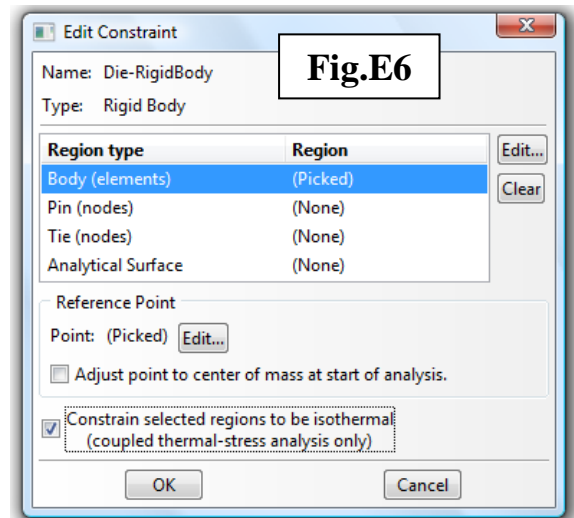 Edit Constraint
Fig.E6
Name: Die-RigidBody
Type: Rigid Body
Region type Region
Edit...
Body (elements) (Picked)
Clear
Pin (nodes) (None)
Tie (nodes) (None)
Analytical Surface (None)
Reference Point
Point: (Picked) Edit...
Adjust point to center of mass at start of analysis.
Constrain selected regions to be isothermal
(coupled thermal-stress analysis only)
OK Cancel